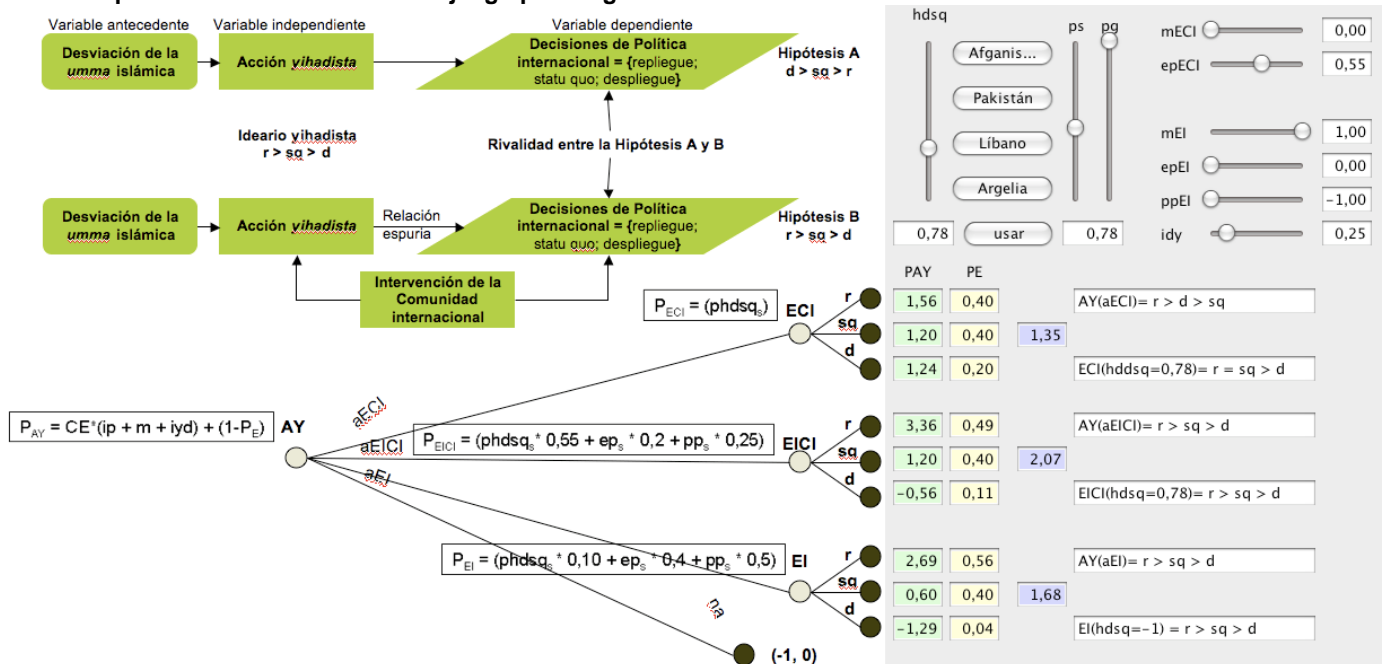 Variable antecedente
Variable independiente
Variable dependiente
Desviación de la
umma islámica
Acción yihadista
Decisiones de Política
internacional = {repliegue;
statu quo; despliegue}
Hipótesis A
d > sq > r
Ideario yihadista
r > sq > d
Rivalidad entre la Hipótesis A y B
Desviación de la
umma islámica
Acción yihadista
Relación
espuria
Decisiones de Política
internacional = {repliegue;
statu quo; despliegue}
Hipótesis B
r > sq > d
Intervención de la
Comunidad
internacional
P_ECI = (phdsq_s)
ECI
r
sq
d
P_AY = CE*(ip + m + iyd) + (1-P_E)
AY
aECI
aEICI
aEI
na
P_EICI = (phdsq_s * 0,55 + ep_s * 0,2 + pp_s * 0,25)
EICI
r
sq
d
P_EI = (phdsq_s * 0,10 + ep_s * 0,4 + pp_s * 0,5)
EI
r
sq
d
(-1, 0)
hdsq
ps
pg
Afganis...
Pakistán
Líbano
Argelia
0,78
usar
0,78
mECI
0,00
epECI
0,55
mEI
1,00
epEI
0,00
ppEI
-1,00
idy
0,25
PAY PE
1,56 0,40 AY(aECI)= r > d > sq
1,20 0,40 1,35
1,24 0,20 ECI(hddsq=0,78)= r = sq > d
3,36 0,49 AY(aEICI)= r > sq > d
1,20 0,40 2,07
-0,56 0,11 EICI(hdsq=0,78)= r > sq > d
2,69 0,56 AY(aEI)= r > sq > d
0,60 0,40 1,68
-1,29 0,04 EI(hdsq=-1) = r > sq > d